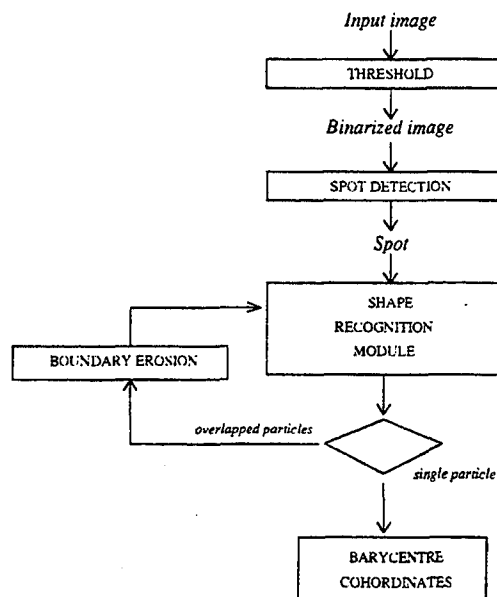 Input image
THRESHOLD
Binarized image
SPOT DETECTION
Spot
SHAPE
RECOGNITION
MODULE
BOUNDARY EROSION
overlapped particles
single particle
BARYCENTRE
COHORDINATES